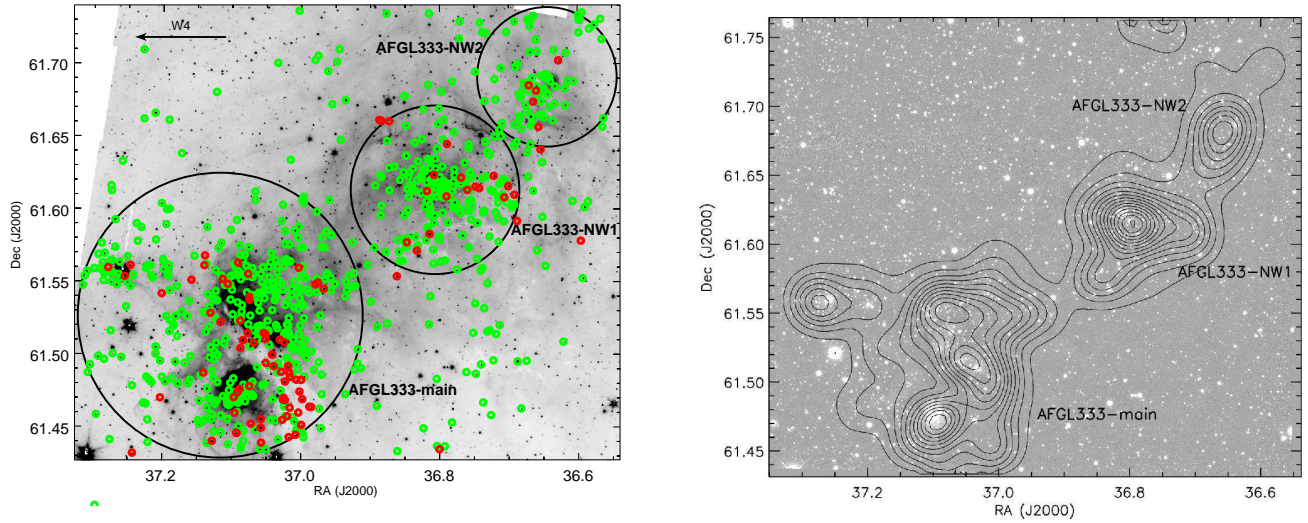 W4
AFGL333-NW2
AFGL333-NW1
AFGL333-main
61.70
61.65
61.60
61.55
61.50
61.45
Dec (J2000)
37.2
37.0
36.8
36.6
RA (J2000)
AFGL333-NW2
AFGL333-NW1
AFGL333-main
61.75
61.70
61.65
61.60
61.55
61.50
61.45
Dec (J2000)
37.2
37.0
36.8
36.6
RA (J2000)